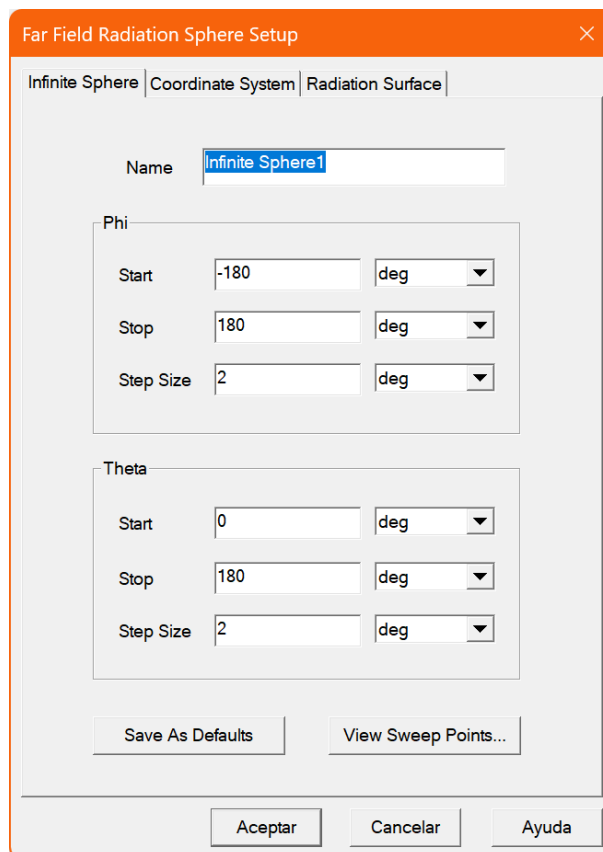 Far Field Radiation Sphere Setup
Infinite Sphere Coordinate System Radiation Surface
Name Infinite Sphere1
Phi
Start -180 deg
Stop 180 deg
Step Size 2 deg
Theta
Start 0 deg
Stop 180 deg
Step Size 2 deg
Save As Defaults View Sweep Points...
Aceptar Cancelar Ayuda